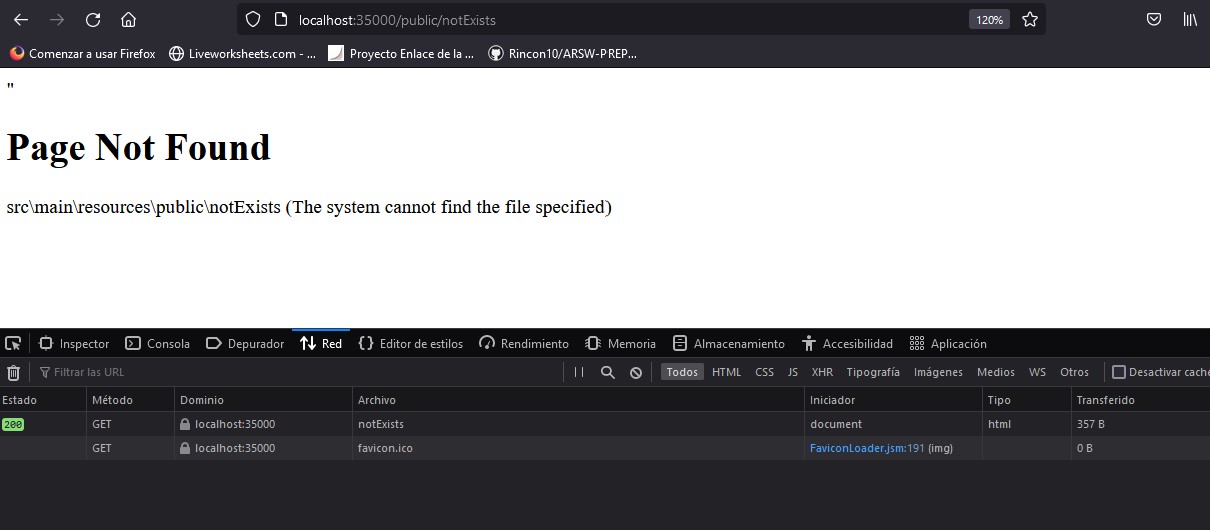 localhost:35000/public/notExists 120%
Comenzar a usar Firefox Liveworksheets.com - ... Proyecto Enlace de la ... Rincon10/ARSW-PREP...
"
Page Not Found
src\main\resources\public\notExists (The system cannot find the file specified)
Inspector Consola Depurador Red Editor de estilos Rendimiento Memoria Almacenamiento Accesibilidad Aplicación
Filtrar las URL Todos HTML CSS JS XHR Tipografía Imágenes Medios WS Otros Desactivar caché
Estado Método Dominio Archivo Iniciador Tipo Transferido
200 GET localhost:35000 notExists document html 357 B
GET localhost:35000 favicon.ico FaviconLoader.jsm:191 (img) 0 B